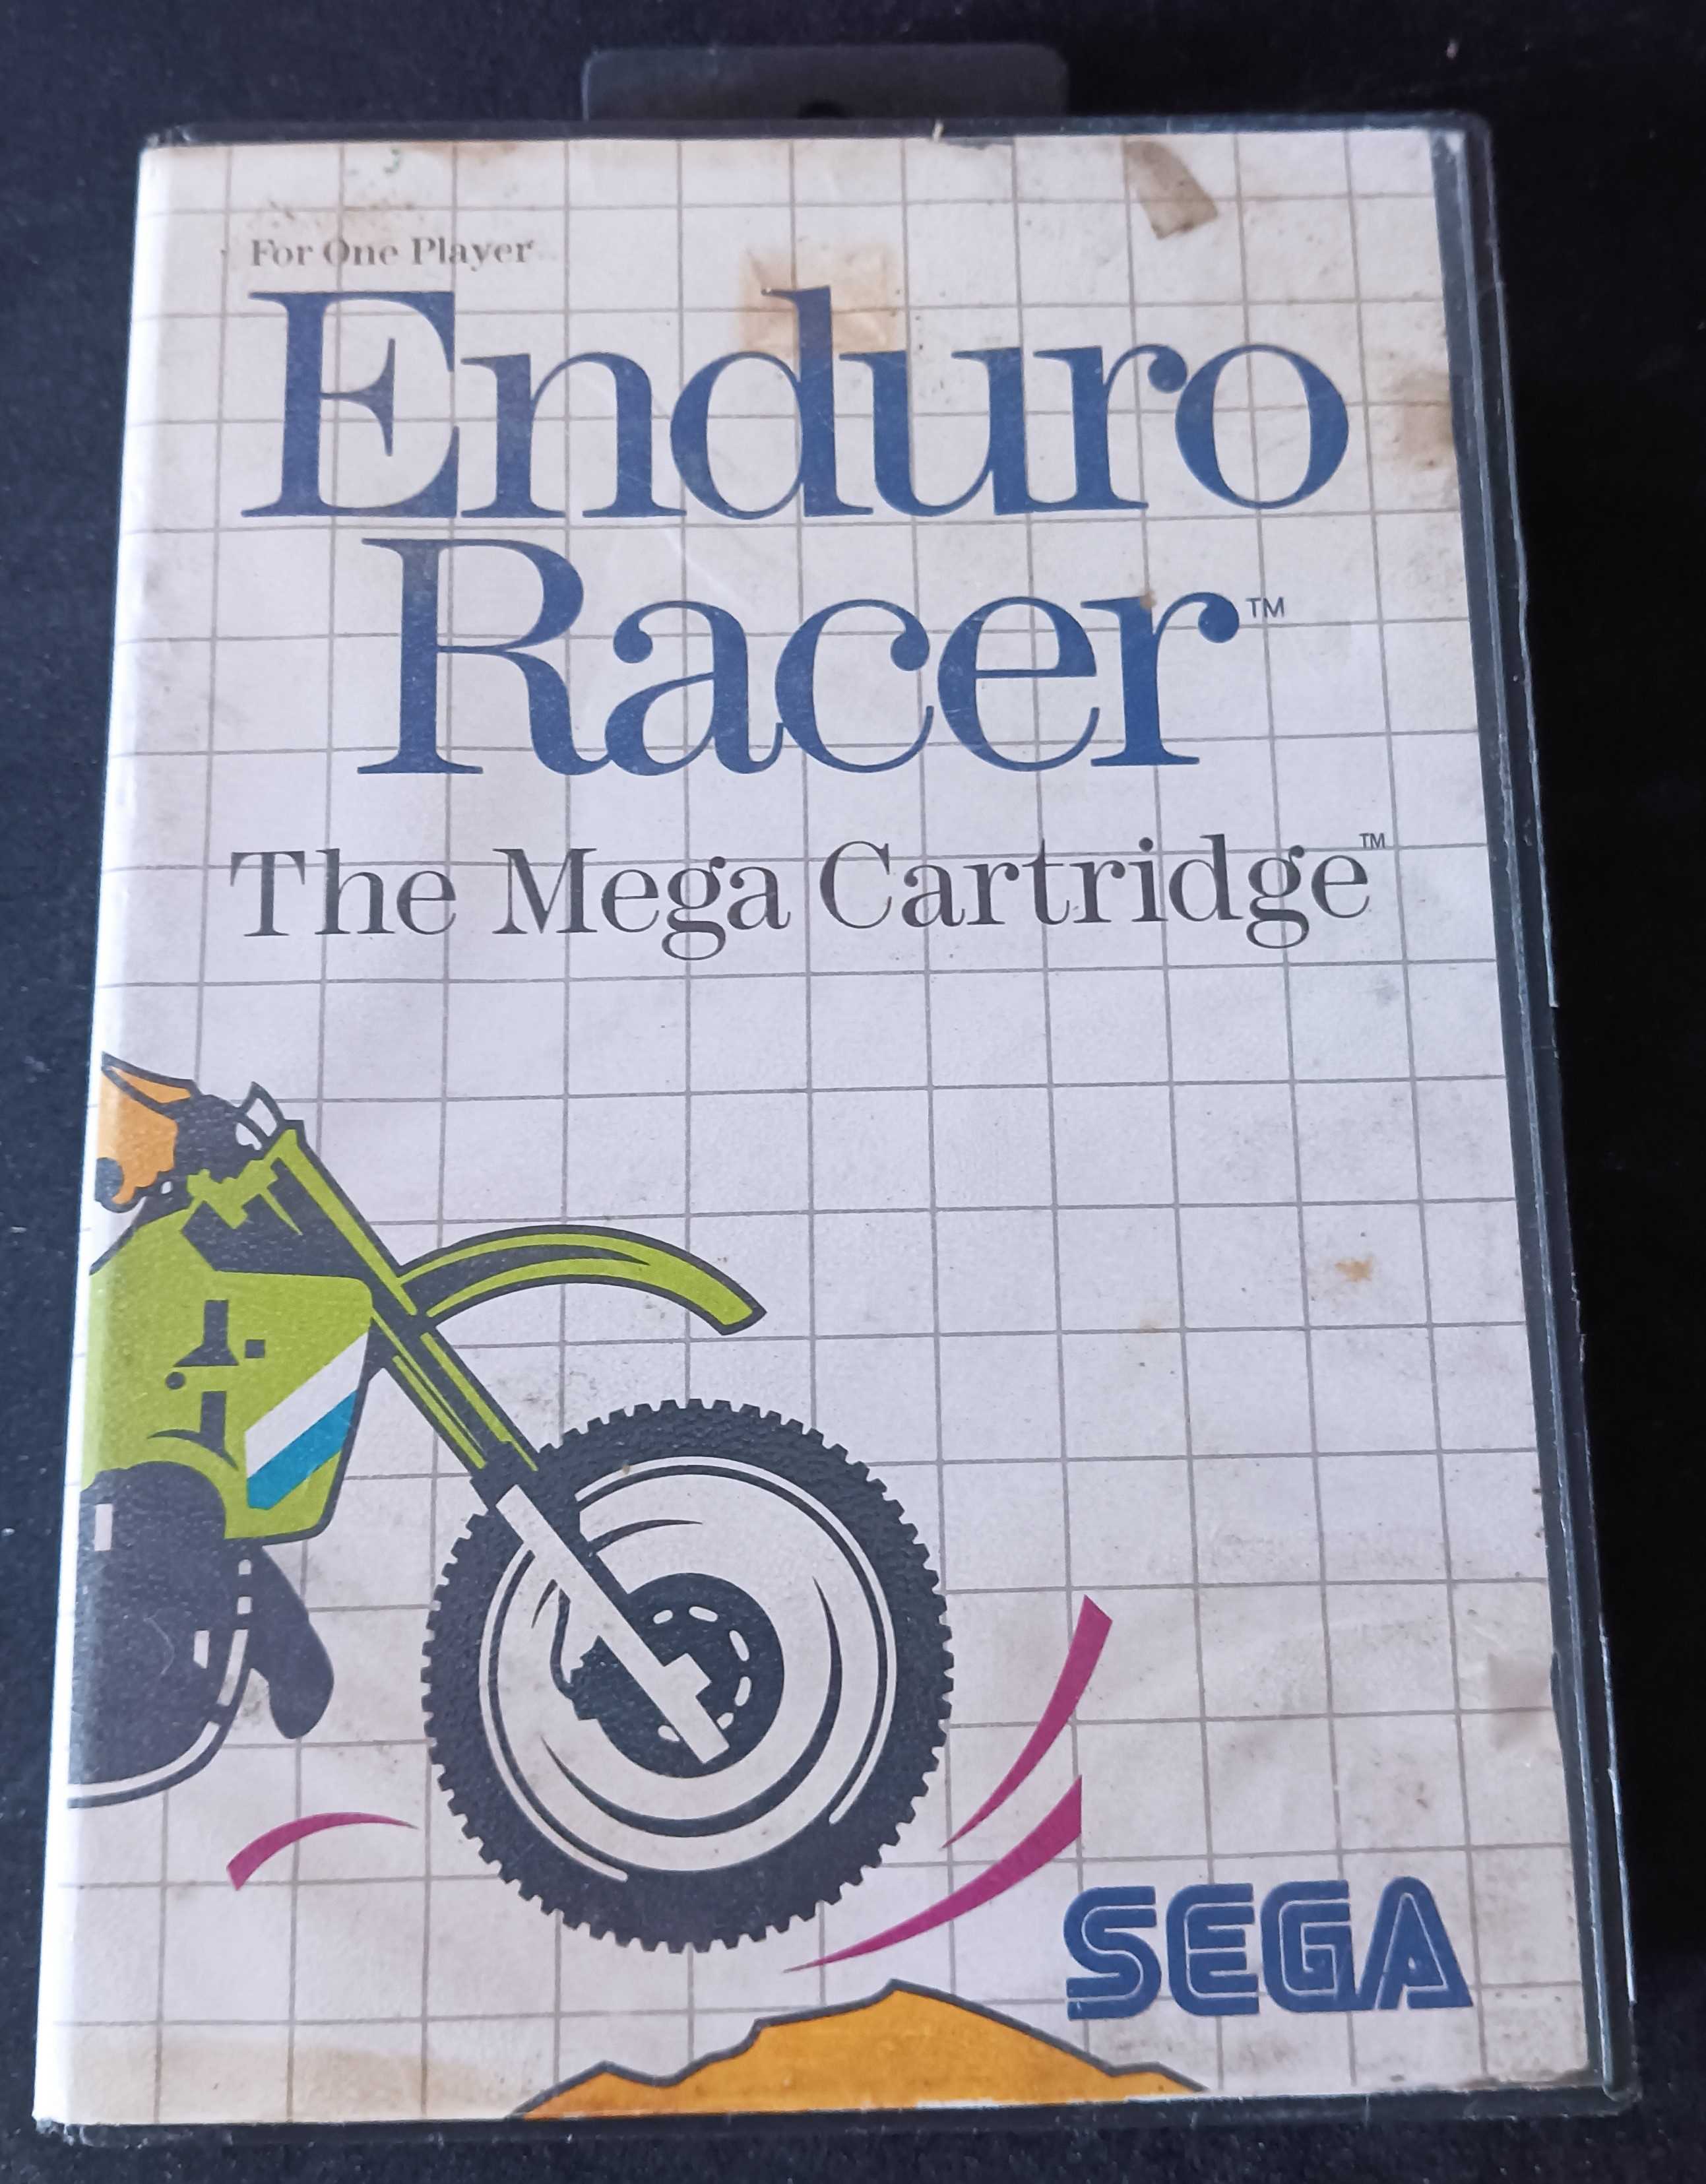 For One Player
Enduro
Racer™
The Mega Cartridge™
SEGA